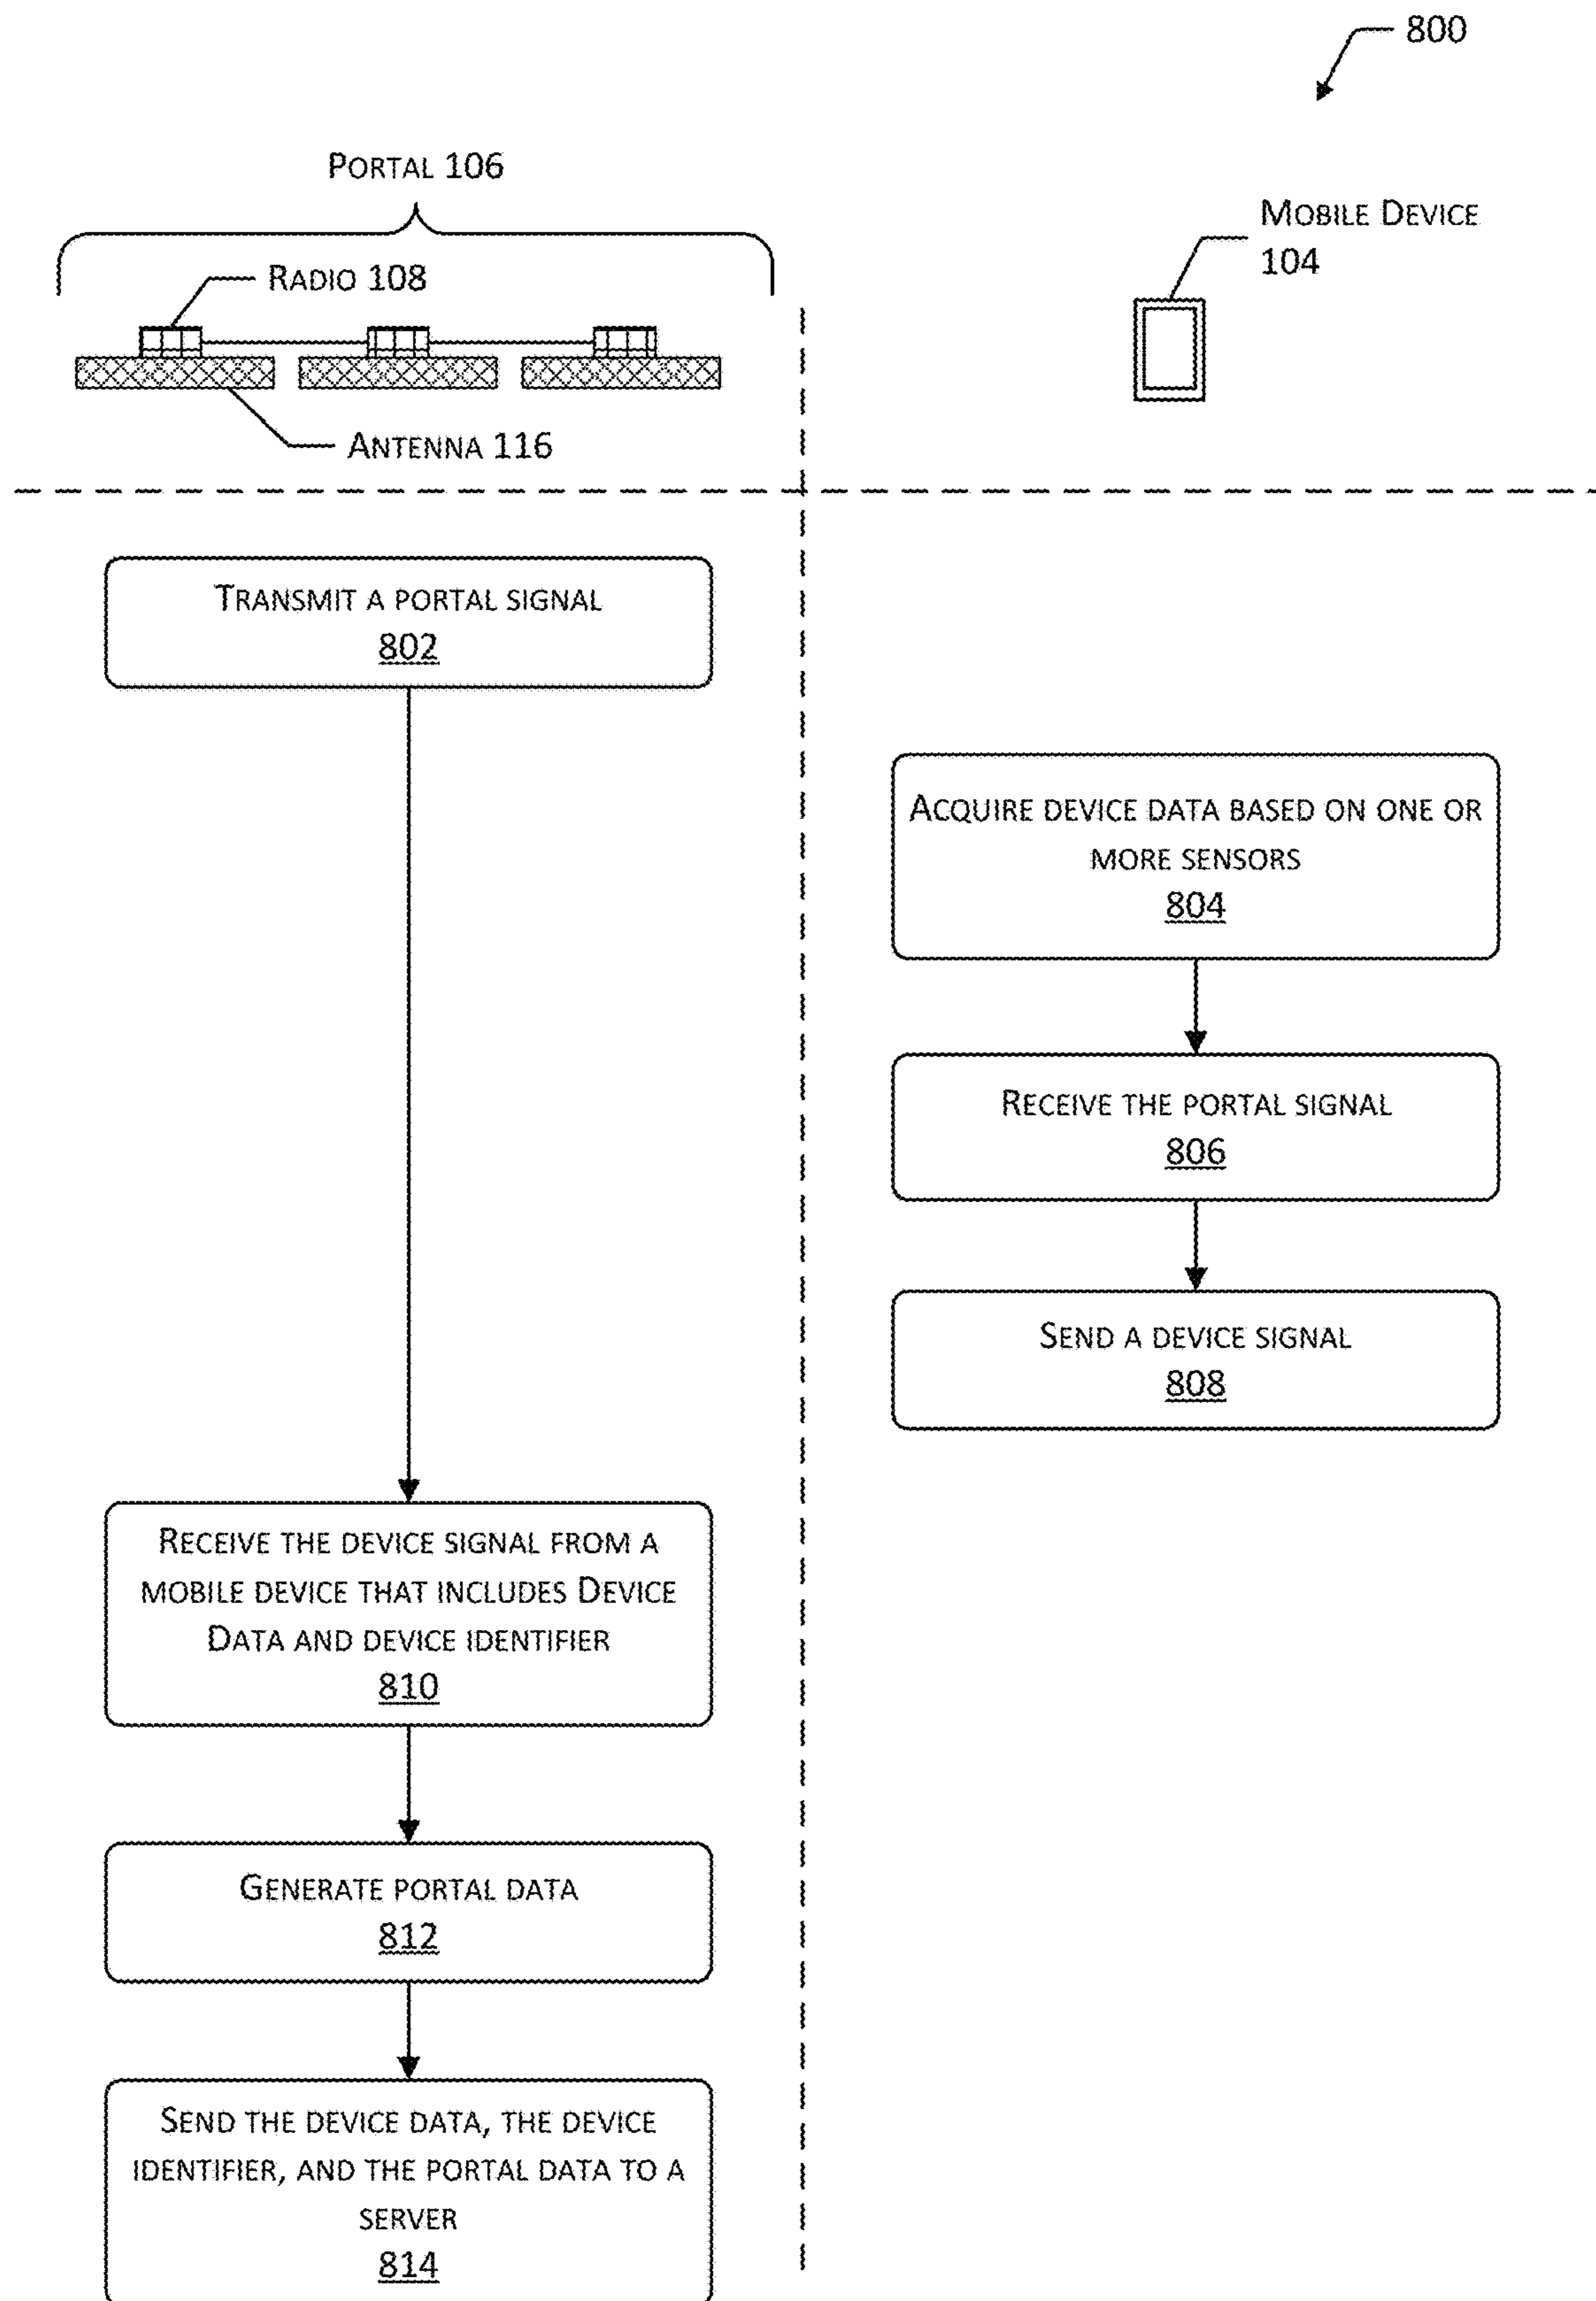 800
PORTAL 106
MOBILE DEVICE
104
RADIO 108
ANTENNA 116
TRANSMIT A PORTAL SIGNAL
802
ACQUIRE DEVICE DATA BASED ON ONE OR
MORE SENSORS
804
RECEIVE THE PORTAL SIGNAL
806
SEND A DEVICE SIGNAL
808
RECEIVE THE DEVICE SIGNAL FROM A
MOBILE DEVICE THAT INCLUDES DEVICE
DATA AND DEVICE IDENTIFIER
810
GENERATE PORTAL DATA
812
SEND THE DEVICE DATA, THE DEVICE
IDENTIFIER, AND THE PORTAL DATA TO A
SERVER
814